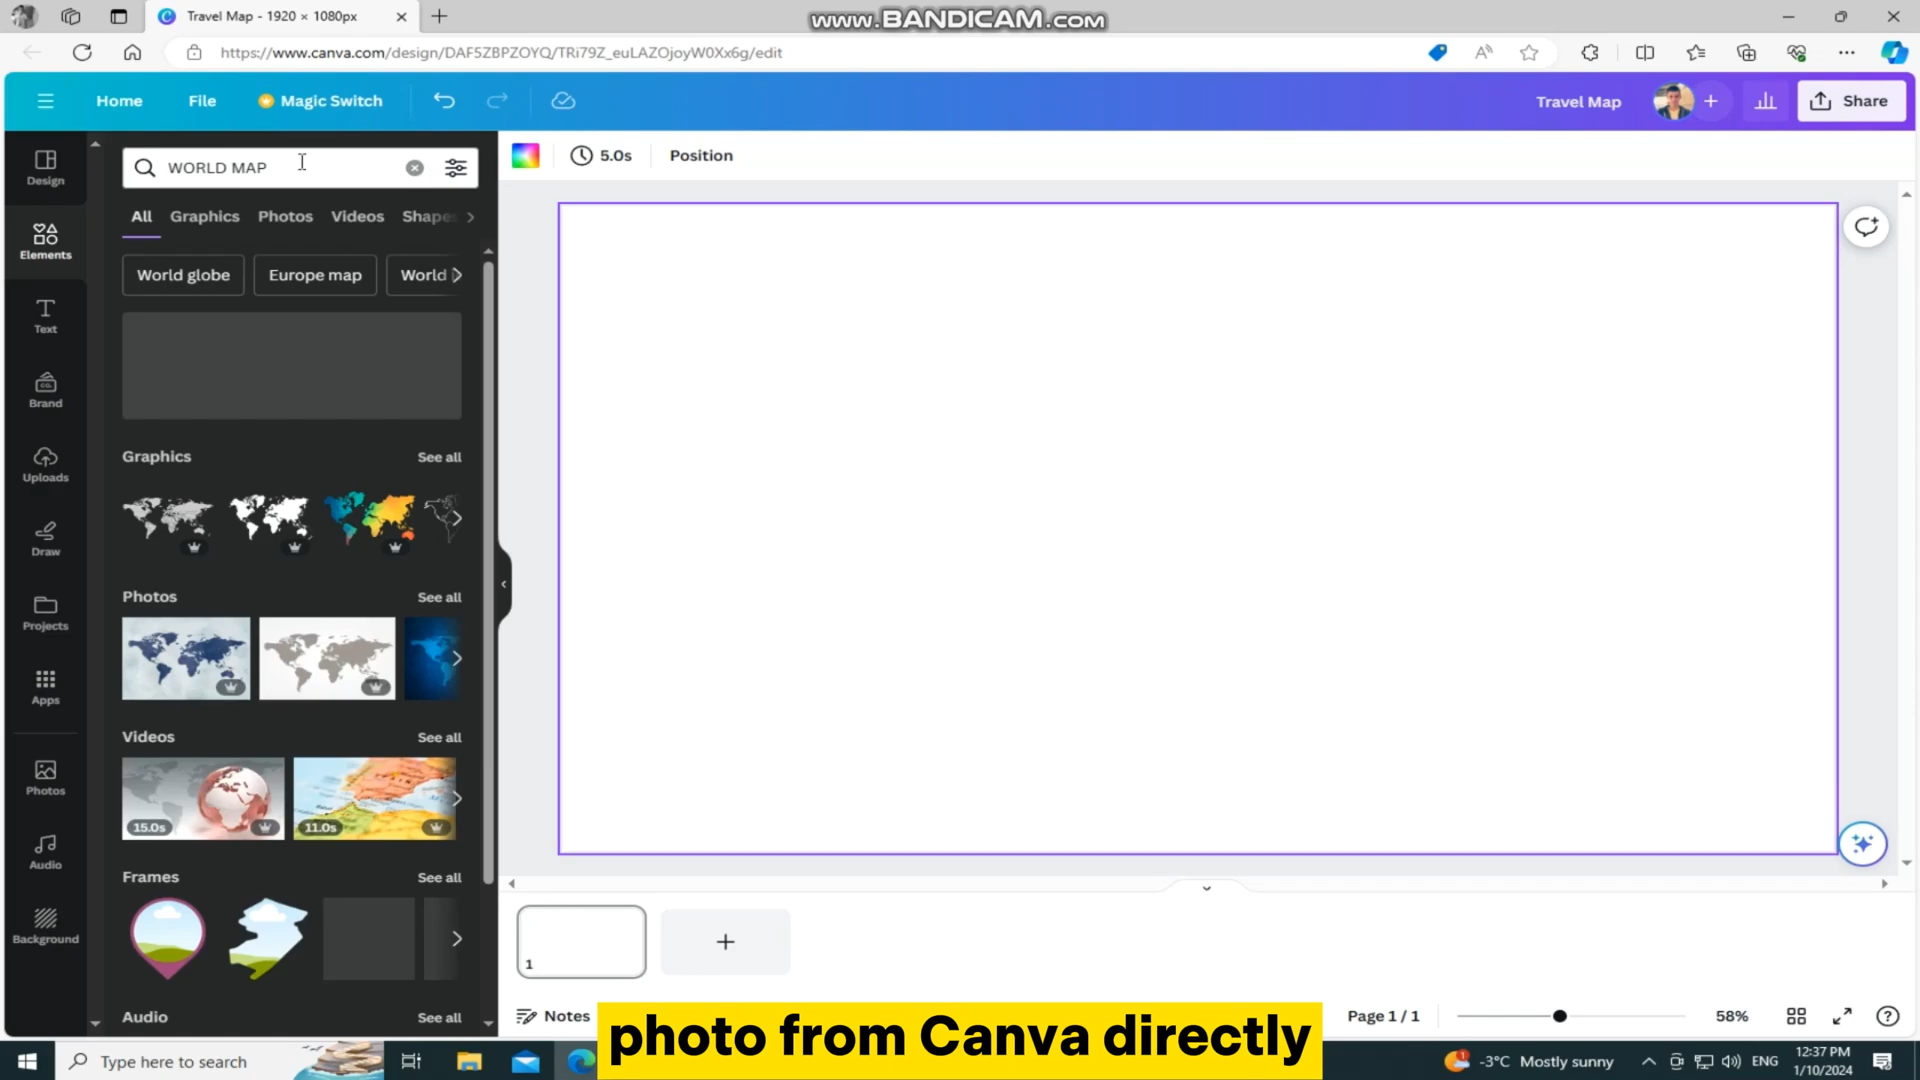 Travel Map - 1920 × 1080px
www.BANDICAM.com
https://www.canva.com/design/DAF5ZBPZOYQ/TRi79Z_euLAZOjoyW0Xx6g/edit
Home File Magic Switch Travel Map Share
WORLD MAP
5.0s Position
Design
All Graphics Photos Videos Shape
Elements
World globe Europe map World
Text
Brand
Graphics See all
Uploads
Draw
Photos See all
Projects
Apps
Videos See all
Photos
15.0s 11.0s
Audio
Frames See all
Background
1
Audio See all
Notes Page 1 / 1 58%
photo from Canva directly
Type here to search
1 -3°C Mostly sunny ENG 12:37 PM
1/10/2024